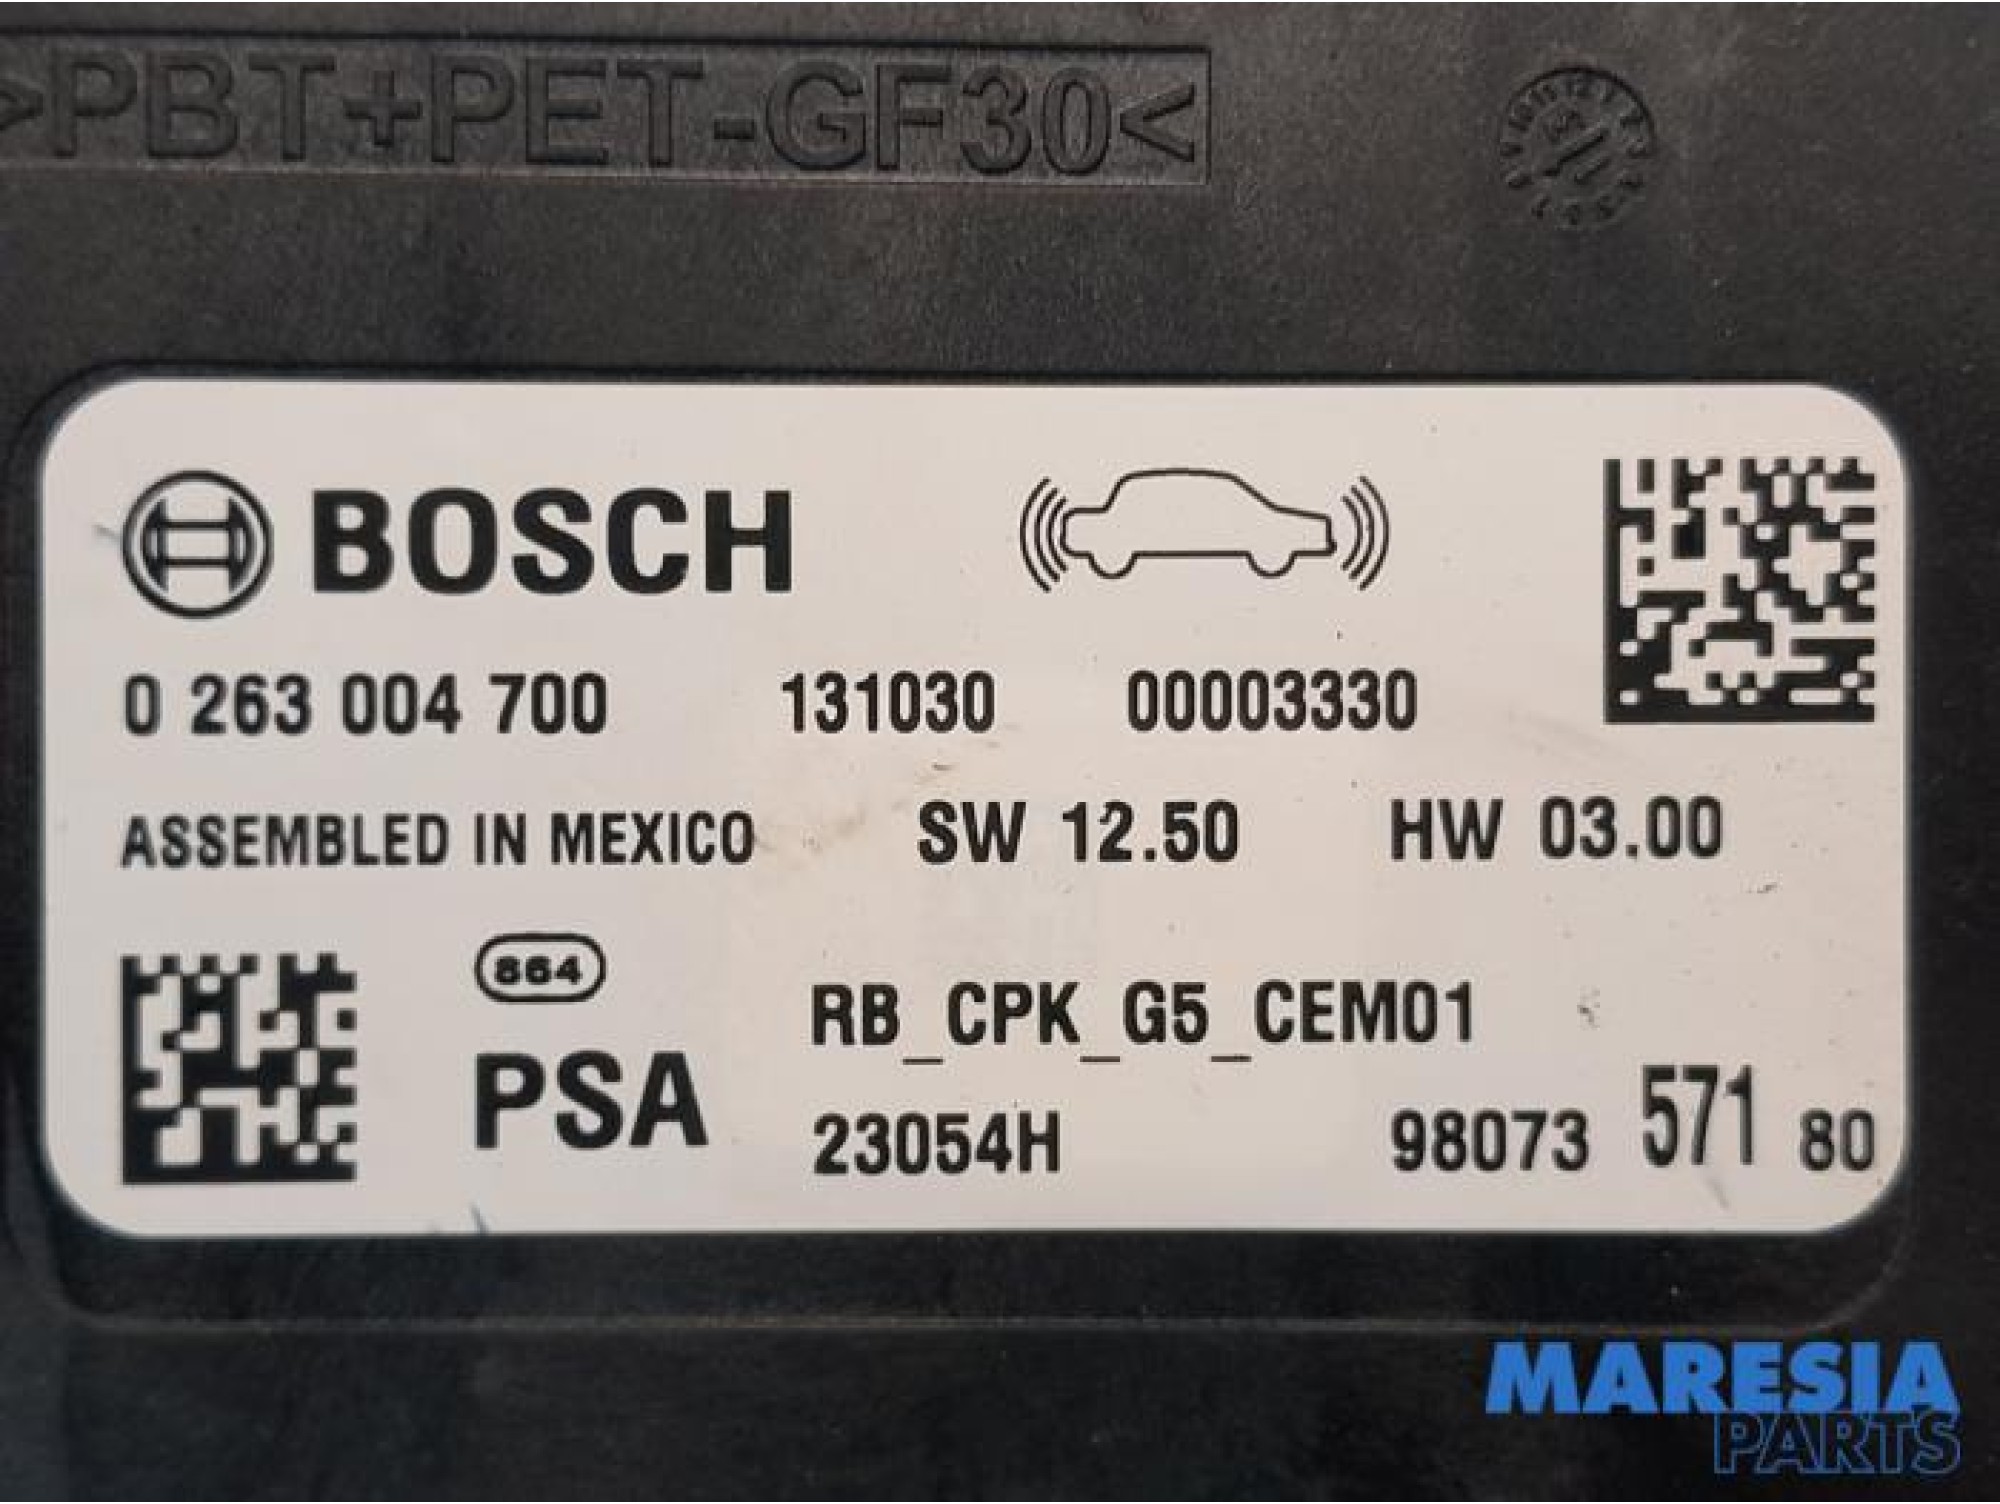 >PBT+PET-GF30<
BOSCH
0 263 004 700 131030 00003330
ASSEMBLED IN MEXICO SW 12.50 HW 03.00
864
RB_CPK_G5_CEM01
PSA
23054H 98073 571 80
MARESIA
PARTS